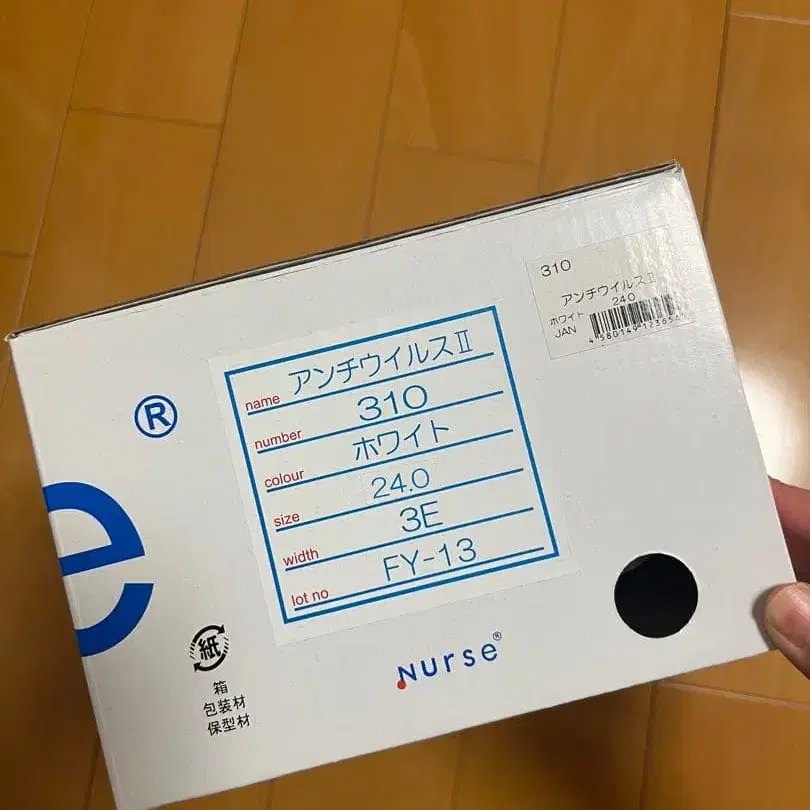 310
アンチウイルスⅡ
240
ホワイト
JAN
name アンチウイルスⅡ
number 310
colour ホワイト
size 24.0
width 3E
lot no FY-13
®
e
紙
箱
包装材
保型材
Nurse®